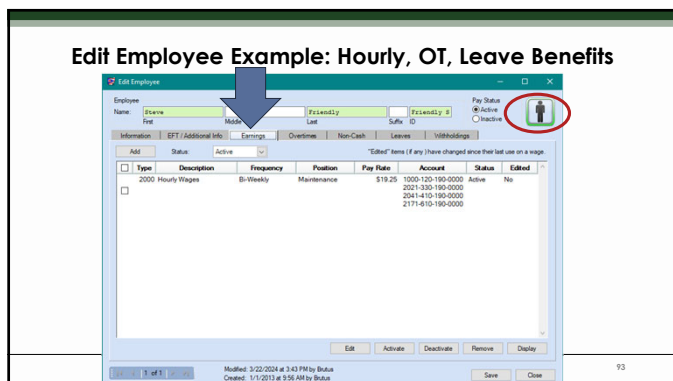 Edit Employee Example: Hourly, OT, Leave Benefits
Edit Employee
Employee
Name: Steve Friendly Friendly S
First Middle Last Suffix ID
Pay Status
Active
Inactive
Information EFT / Additional Info Earnings Overtimes Non-Cash Leaves Withholdings
Add Status: Active "Edited" items ( if any ) have changed since their last use on a wage.
Type Description Frequency Position Pay Rate Account Status Edited
2000 Hourly Wages Bi-Weekly Maintenance $19.25 1000-120-190-0000 Active No
2021-330-190-0000
2041-410-190-0000
2171-610-190-0000
Edit Activate Deactivate Remove Display
1 of 1 Modified: 3/22/2024 at 3:43 PM by Brutus
Created: 1/1/2013 at 9:56 AM by Brutus
Save Close
93